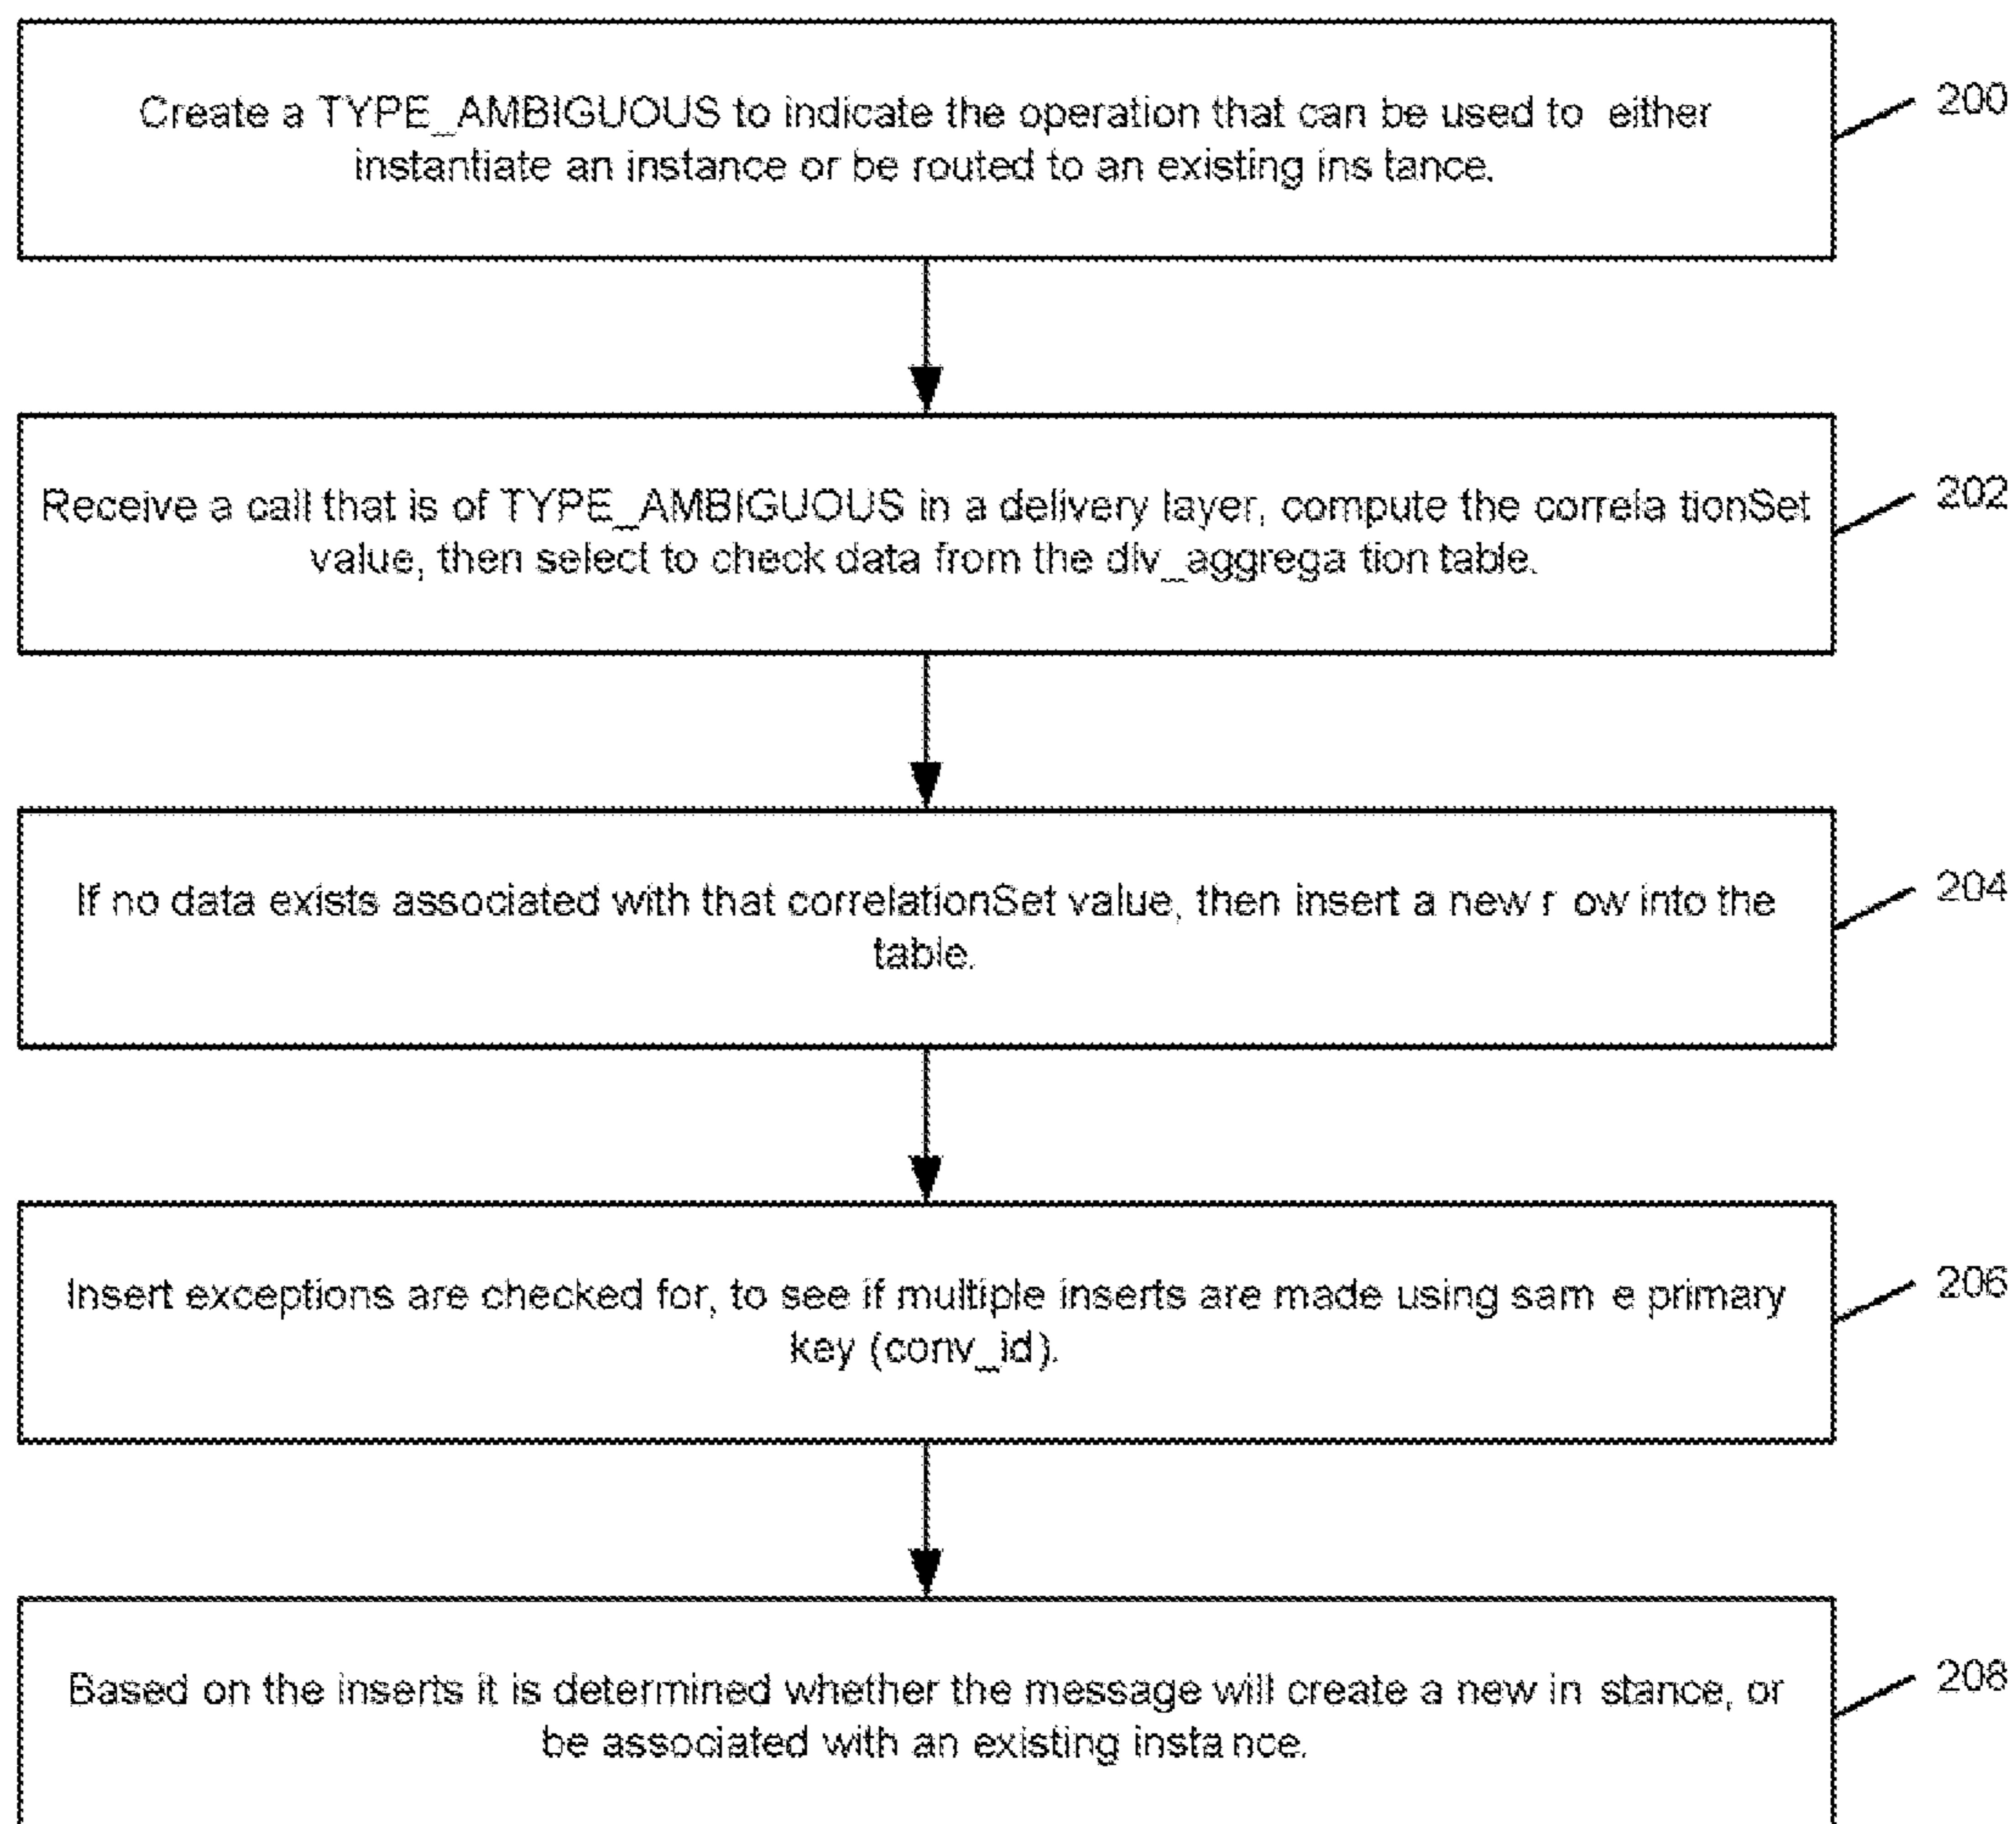 Create a TYPE_AMBIGUOUS to indicate the operation that can be used to either
instantiate an instance or be routed to an existing ins tance.
200
Receive a call that is of TYPE_AMBIGUOUS in a delivery layer, compute the correla tionSet
value, then select to check data from the dlv_aggrega tion table.
202
If no data exists associated with that correlationSet value, then insert a new r ow into the
table.
204
Insert exceptions are checked for, to see if multiple inserts are made using sam e primary
key (conv_id).
206
Based on the inserts it is determined whether the message will create a new in stance, or
be associated with an existing insta nce.
208